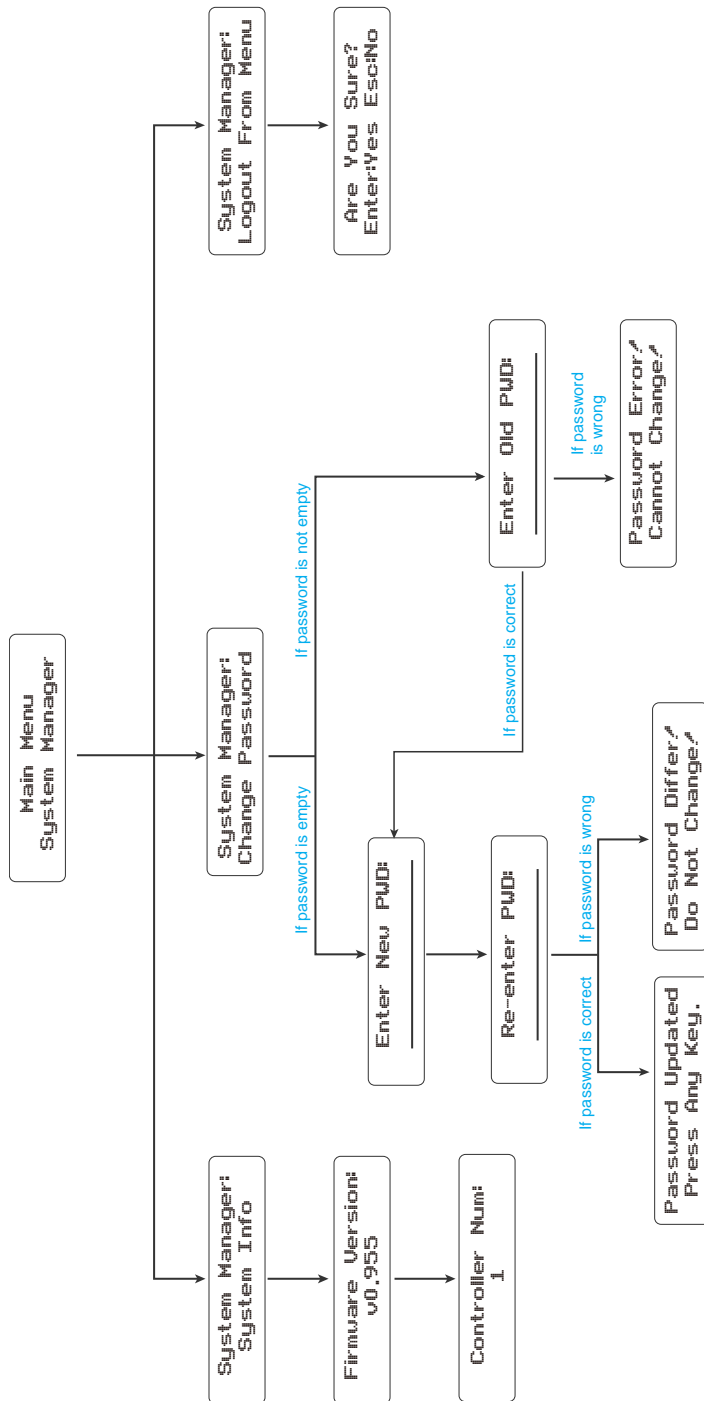 Main Menu
System Manager
System Manager:
System Info
Firmware Version:
v0.955
Controller Num:
1
System Manager:
Change Password
If password is empty
If password is not empty
Enter New PWD:
Re-enter PWD:
If password is correct
If password is wrong
Password Updated
Press Any Key.
Password Differ!
Do Not Change!
If password is correct
Enter Old PWD:
If password
is wrong
Password Error!
Cannot Change!
System Manager:
Logout From Menu
Are You Sure?
Enter:Yes Esc:No